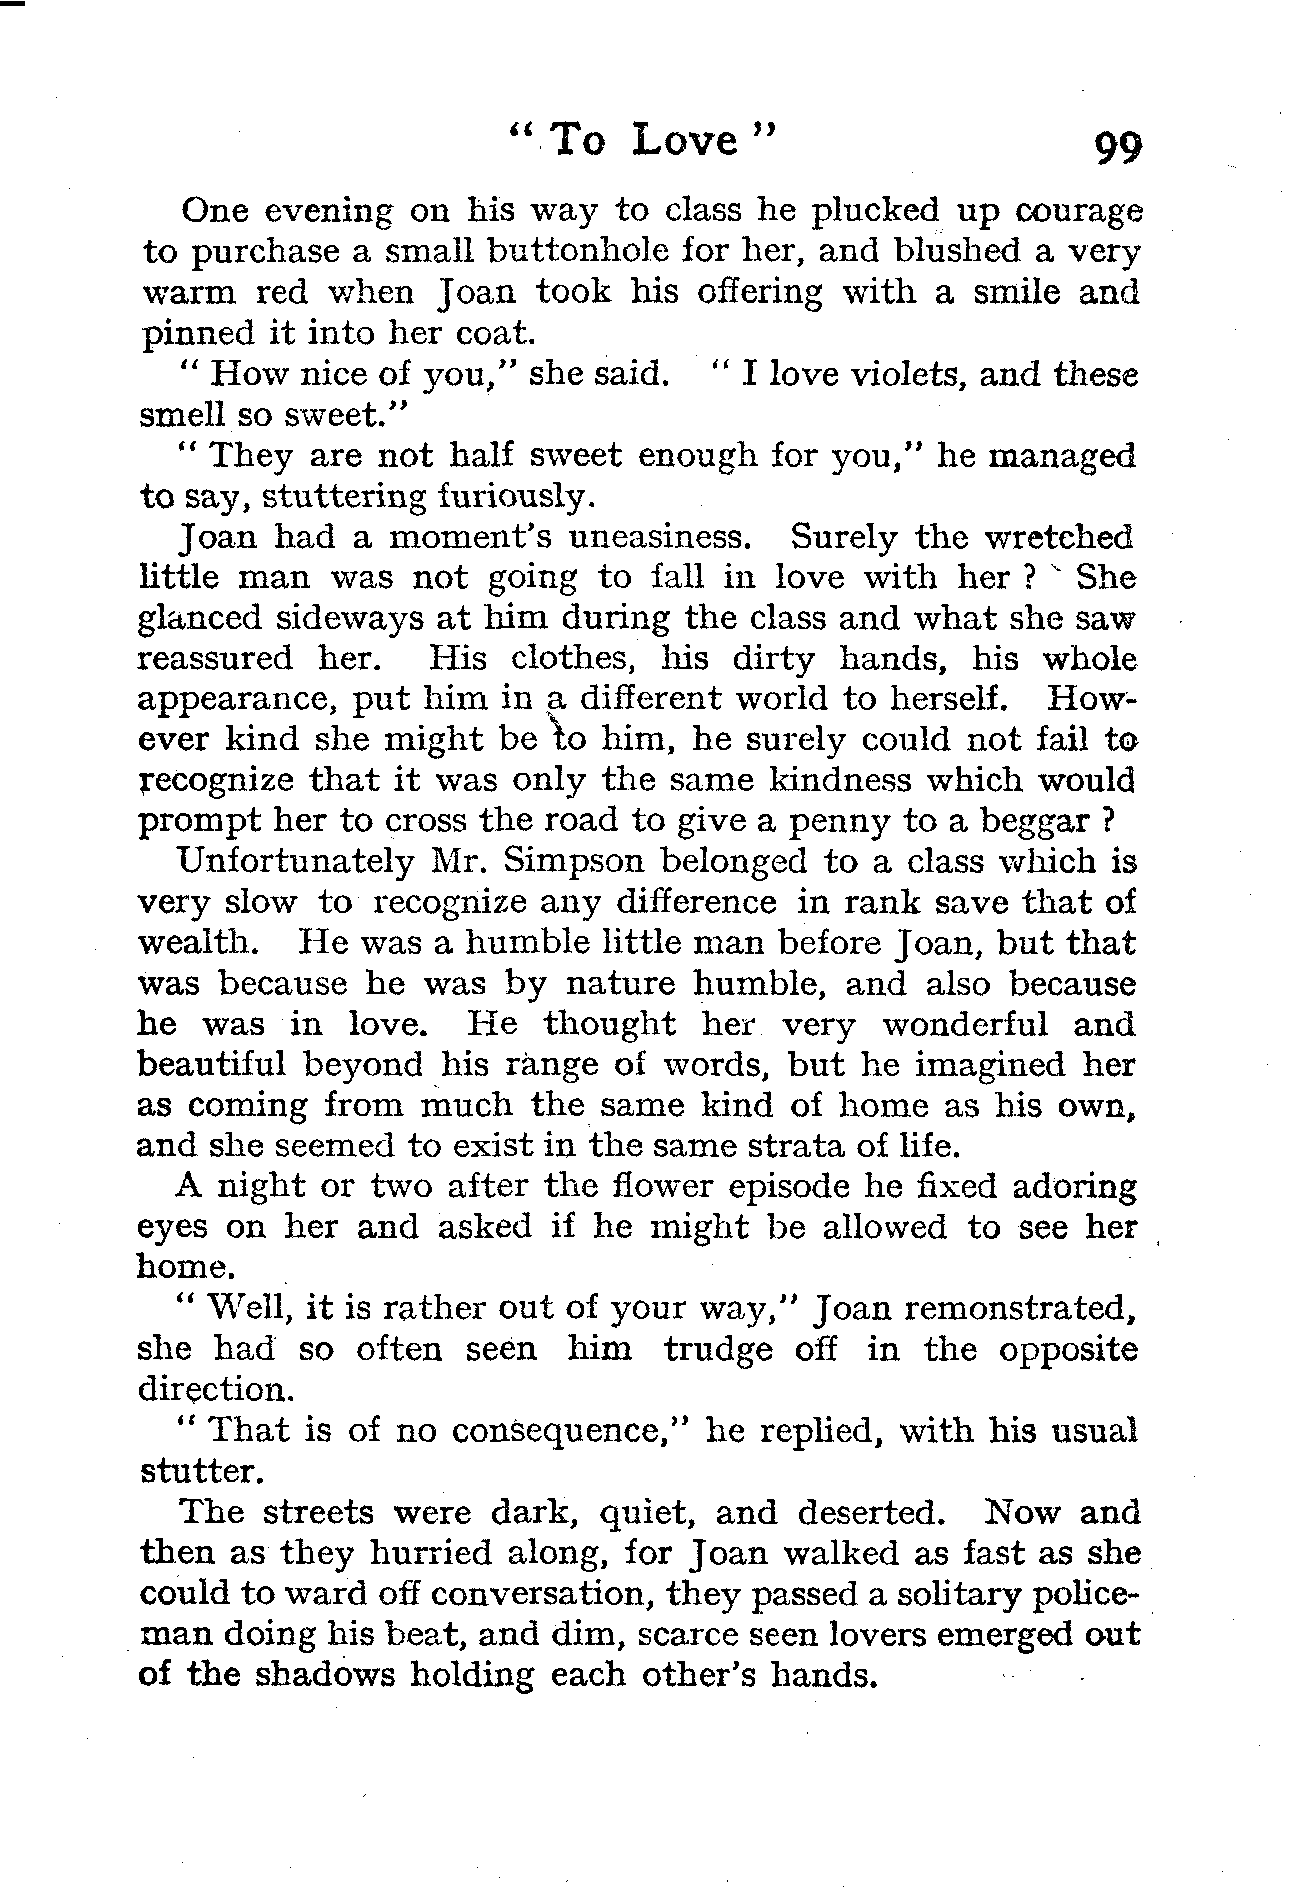 “ To Love ” 99
One evening on his way to class he plucked up courage
to purchase a small buttonhole for her, and blushed a very
warm red when Joan took his offering with a smile and
pinned it into her coat.
“ How nice of you,” she said. “ I love violets, and these
smell so sweet.”
“ They are not half sweet enough for you,” he managed
to say, stuttering furiously.
Joan had a moment's uneasiness. Surely the wretched
little man was not going to fall in love with her ? She
glanced sideways at him during the class and what she saw
reassured her. His clothes, his dirty hands, his whole
appearance, put him in a different world to herself. How-
ever kind she might be to him, he surely could not fail to
recognize that it was only the same kindness which would
prompt her to cross the road to give a penny to a beggar ?
Unfortunately Mr. Simpson belonged to a class which is
very slow to recognize any difference in rank save that of
wealth. He was a humble little man before Joan, but that
was because he was by nature humble, and also because
he was in love. He thought her very wonderful and
beautiful beyond his range of words, but he imagined her
as coming from much the same kind of home as his own,
and she seemed to exist in the same strata of life.
A night or two after the flower episode he fixed adoring
eyes on her and asked if he might be allowed to see her
home.
“ Well, it is rather out of your way,” Joan remonstrated,
she had so often seen him trudge off in the opposite
direction.
“ That is of no consequence,” he replied, with his usual
stutter.
The streets were dark, quiet, and deserted. Now and
then as they hurried along, for Joan walked as fast as she
could to ward off conversation, they passed a solitary police-
man doing his beat, and dim, scarce seen lovers emerged out
of the shadows holding each other's hands.